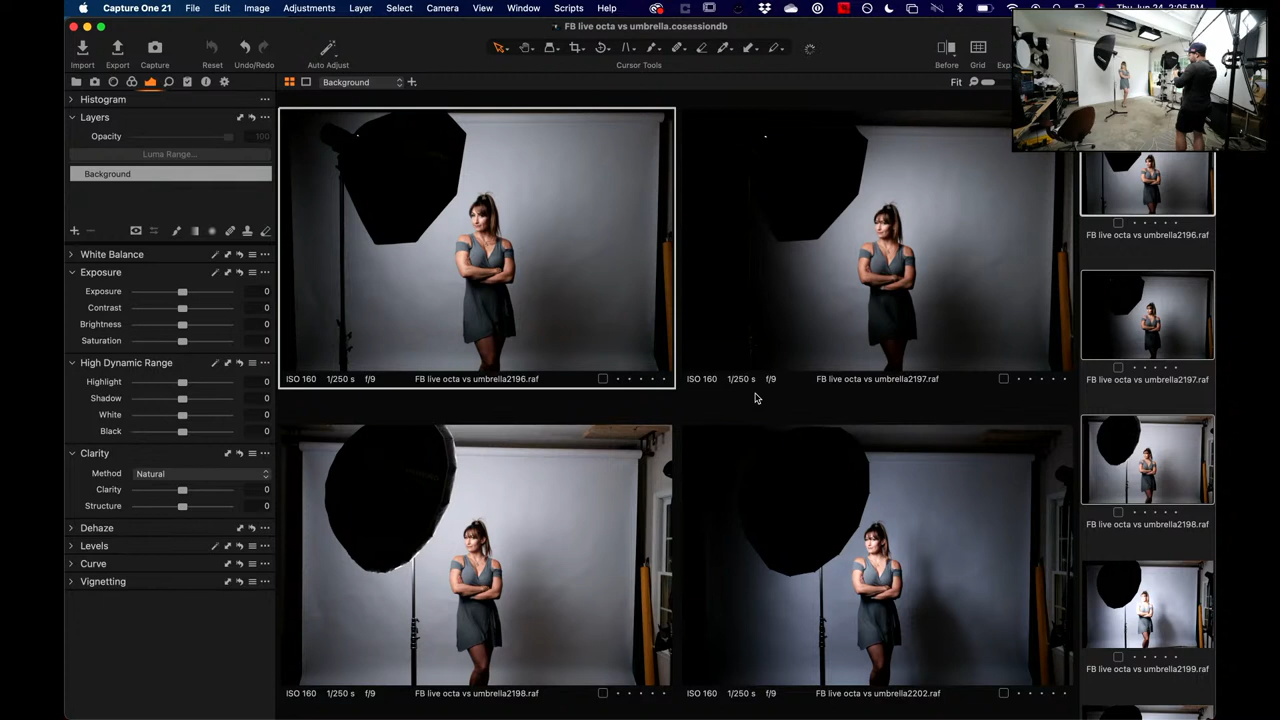 Capture One 21 File Edit Image Adjustments Layer Select Camera View Window Scripts Help
Thu Jun 24 2:05 PM
FB live octa vs umbrella.cosessiondb
Import Export Capture Reset Undo/Redo Auto Adjust Cursor Tools Before Grid
Background Fit
Histogram
Layers
Opacity 100
Luma Range...
Background
White Balance
Exposure
Exposure 0
Contrast 0
Brightness 0
Saturation 0
High Dynamic Range
Highlight 0
Shadow 0
White 0
Black 0
Clarity
Method Natural
Clarity 0
Structure 0
Dehaze
Levels
Curve
Vignetting
ISO 160 1/250 s f/9 FB live octa vs umbrella2196.raf
ISO 160 1/250 s f/9 FB live octa vs umbrella2197.raf
ISO 160 1/250 s f/9 FB live octa vs umbrella2198.raf
ISO 160 1/250 s f/9 FB live octa vs umbrella2202.raf
FB live octa vs umbrella2196.raf
FB live octa vs umbrella2197.raf
FB live octa vs umbrella2198.raf
FB live octa vs umbrella2199.raf